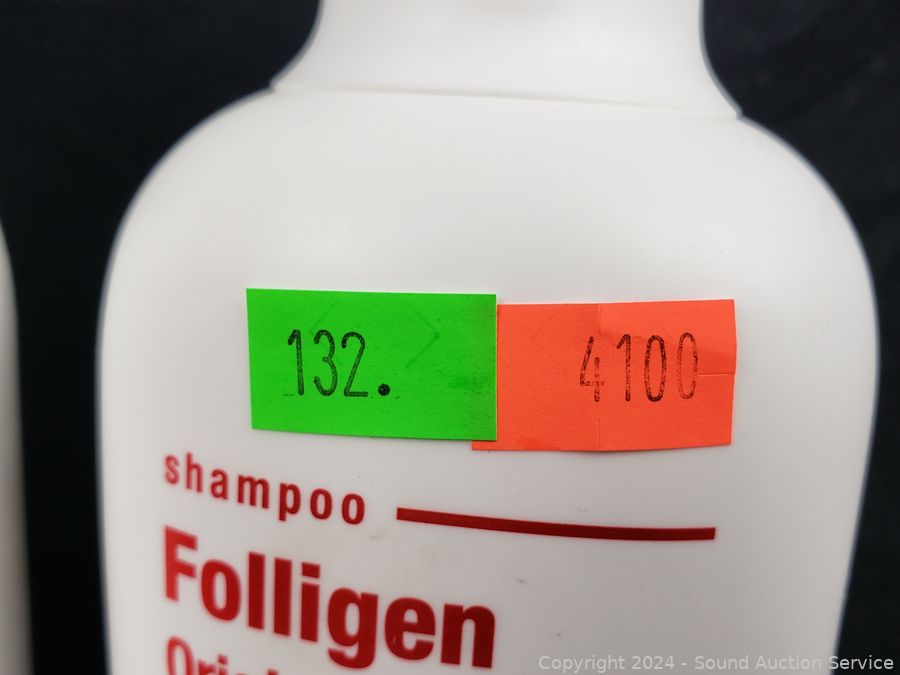 132.
4100
shampoo
Folligen
Copyright 2024 - Sound Auction Service